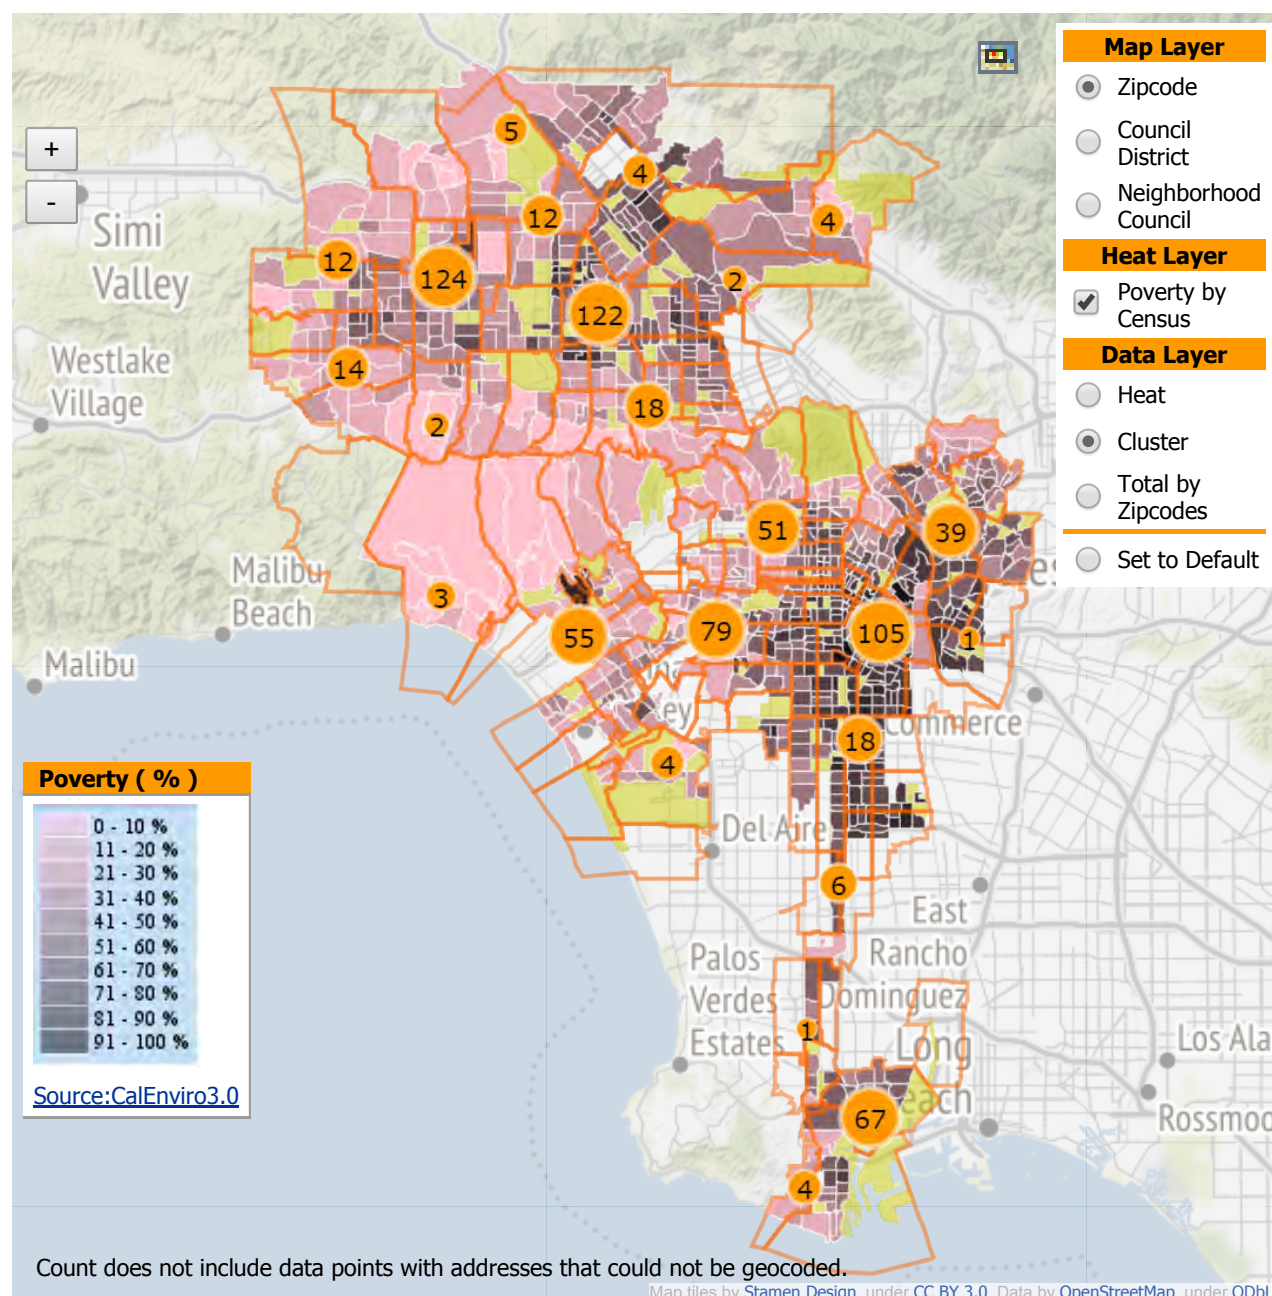 Map Layer
Zipcode
Council
District
Neighborhood
Council
Heat Layer
Poverty by
Census
Data Layer
Heat
Cluster
Total by
Zipcodes
Set to Default
+
-
Simi
Valley
Westlake
Village
Malibu
Beach
Malibu
5
4
12
4
12
124
2
122
14
18
2
51
39
3
55
79
105
1
18
4
6
1
67
4
Commerce
Del Aire
East
Rancho
Dominguez
Palos
Verdes
Estates
Long
Beach
Los Ala
Rossmoo
Poverty ( % )
0 - 10 %
11 - 20 %
21 - 30 %
31 - 40 %
41 - 50 %
51 - 60 %
61 - 70 %
71 - 80 %
81 - 90 %
91 - 100 %
Source:CalEnviro3.0
Count does not include data points with addresses that could not be geocoded.
Map tiles by Stamen Design, under CC BY 3.0. Data by OpenStreetMap, under ODbL